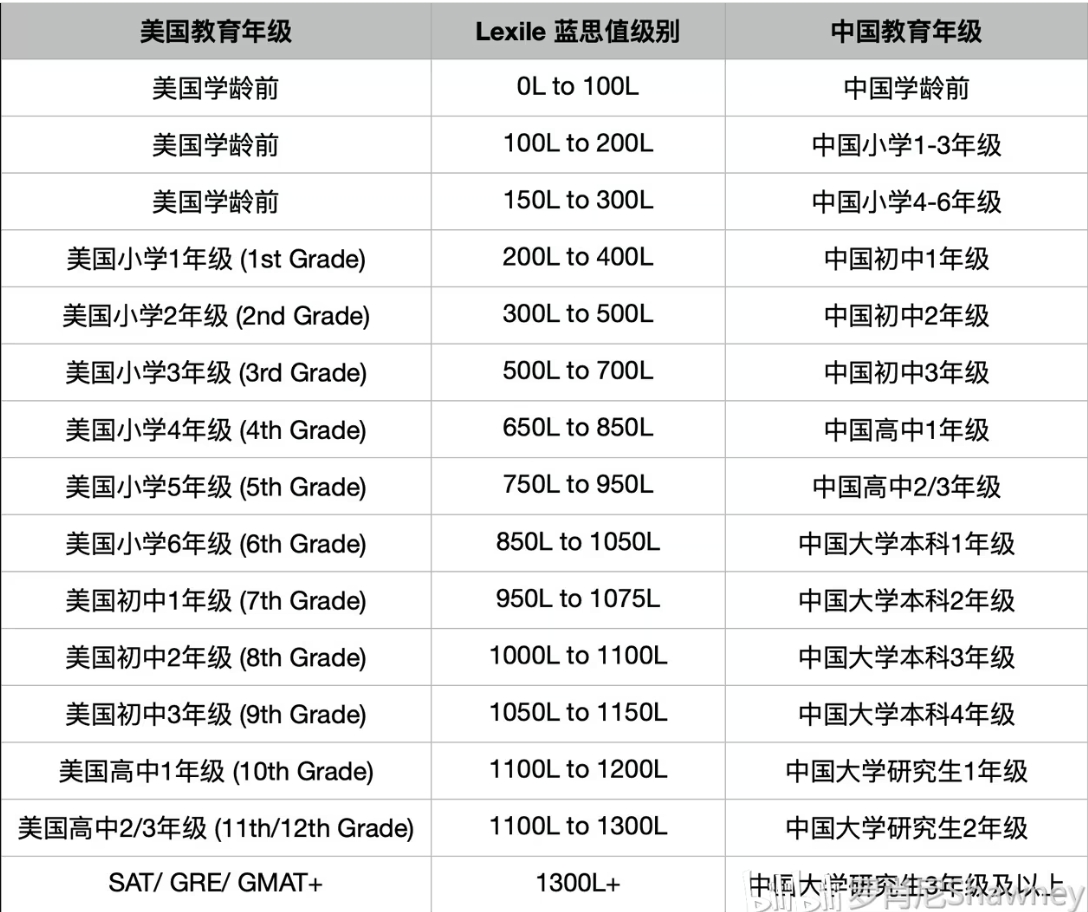 美国教育年级 Lexile 蓝思值级别 中国教育年级
美国学龄前 0L to 100L 中国学龄前
美国学龄前 100L to 200L 中国小学1-3年级
美国学龄前 150L to 300L 中国小学4-6年级
美国小学1年级 (1st Grade) 200L to 400L 中国初中1年级
美国小学2年级 (2nd Grade) 300L to 500L 中国初中2年级
美国小学3年级 (3rd Grade) 500L to 700L 中国初中3年级
美国小学4年级 (4th Grade) 650L to 850L 中国高中1年级
美国小学5年级 (5th Grade) 750L to 950L 中国高中2/3年级
美国小学6年级 (6th Grade) 850L to 1050L 中国大学本科1年级
美国初中1年级 (7th Grade) 950L to 1075L 中国大学本科2年级
美国初中2年级 (8th Grade) 1000L to 1100L 中国大学本科3年级
美国初中3年级 (9th Grade) 1050L to 1150L 中国大学本科4年级
美国高中1年级 (10th Grade) 1100L to 1200L 中国大学研究生1年级
美国高中2/3年级 (11th/12th Grade) 1100L to 1300L 中国大学研究生2年级
SAT/ GRE/ GMAT+ 1300L+ 中国大学研究生3年级及以上
bilibili 罗肖尼Shawney